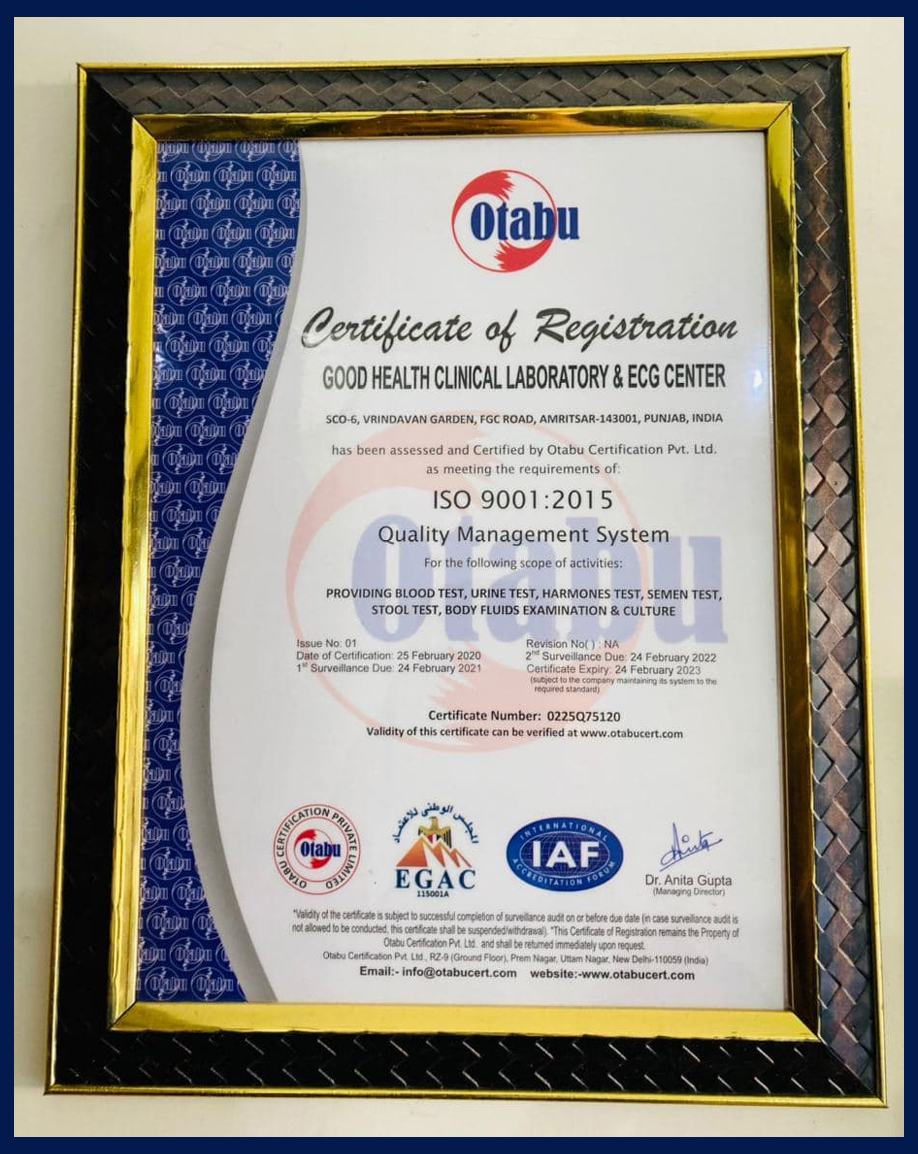 Otabu
Certificate of Registration
GOOD HEALTH CLINICAL LABORATORY & ECG CENTER
SCO-6, VRINDAVAN GARDEN, FGC ROAD, AMRITSAR-143001, PUNJAB, INDIA
has been assessed and Certified by Otabu Certification Pvt. Ltd.
as meeting the requirements of:
ISO 9001:2015
Quality Management System
For the following scope of activities:
PROVIDING BLOOD TEST, URINE TEST, HARMONES TEST, SEMEN TEST,
STOOL TEST, BODY FLUIDS EXAMINATION & CULTURE
Issue No: 01
Date of Certification: 25 February 2020
1st Surveillance Due: 24 February 2021
Revision No( ) : NA
2nd Surveillance Due: 24 February 2022
Certificate Expiry: 24 February 2023
(subject to the company maintaining its system to the
required standard)
Certificate Number: 0225Q75120
Validity of this certificate can be verified at www.otabucert.com
OTABU CERTIFICATION PRIVATE LIMITED
Otabu
المجلس الوطني للاعتماد
EGAC
115001A
INTERNATIONAL
IAF
ACCREDITATION FORUM
Anita
Dr. Anita Gupta
(Managing Director)
"Validity of the certificate is subject to successful completion of surveillance audit on or before due date (in case surveillance audit is
not allowed to be conducted, this certificate shall be suspended/withdrawal). "This Certificate of Registration remains the Property of
Otabu Certification Pvt. Ltd. and shall be returned immediately upon request.
Otabu Certification Pvt. Ltd., RZ-9 (Ground Floor), Prem Nagar, Uttam Nagar, New Delhi-110059 (India)
Email:- info@otabucert.com website:-www.otabucert.com